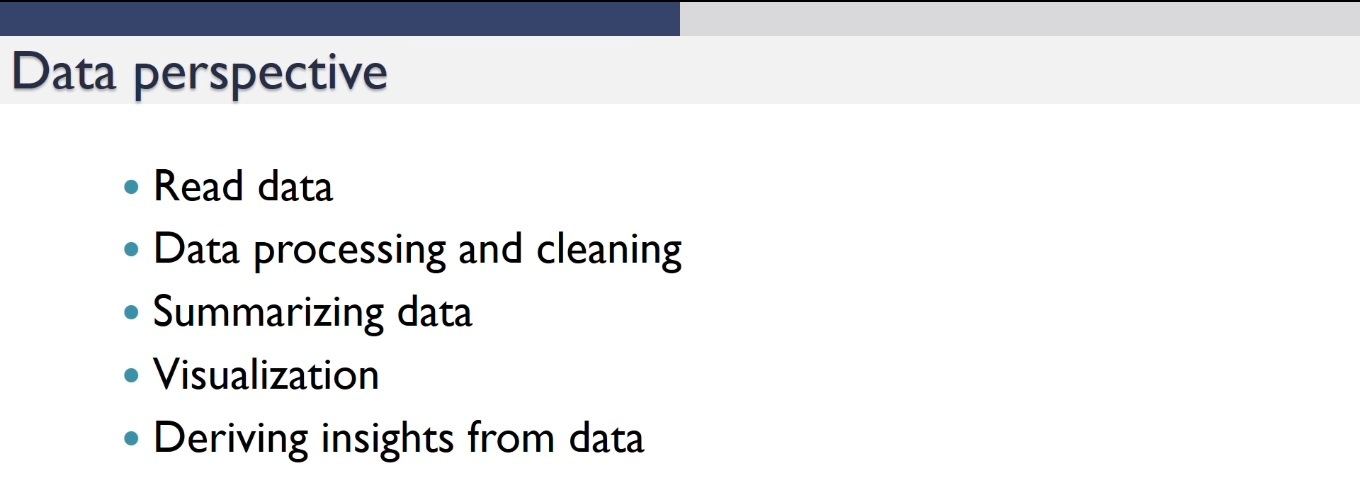 Data perspective
• Read data
• Data processing and cleaning
• Summarizing data
• Visualization
• Deriving insights from data